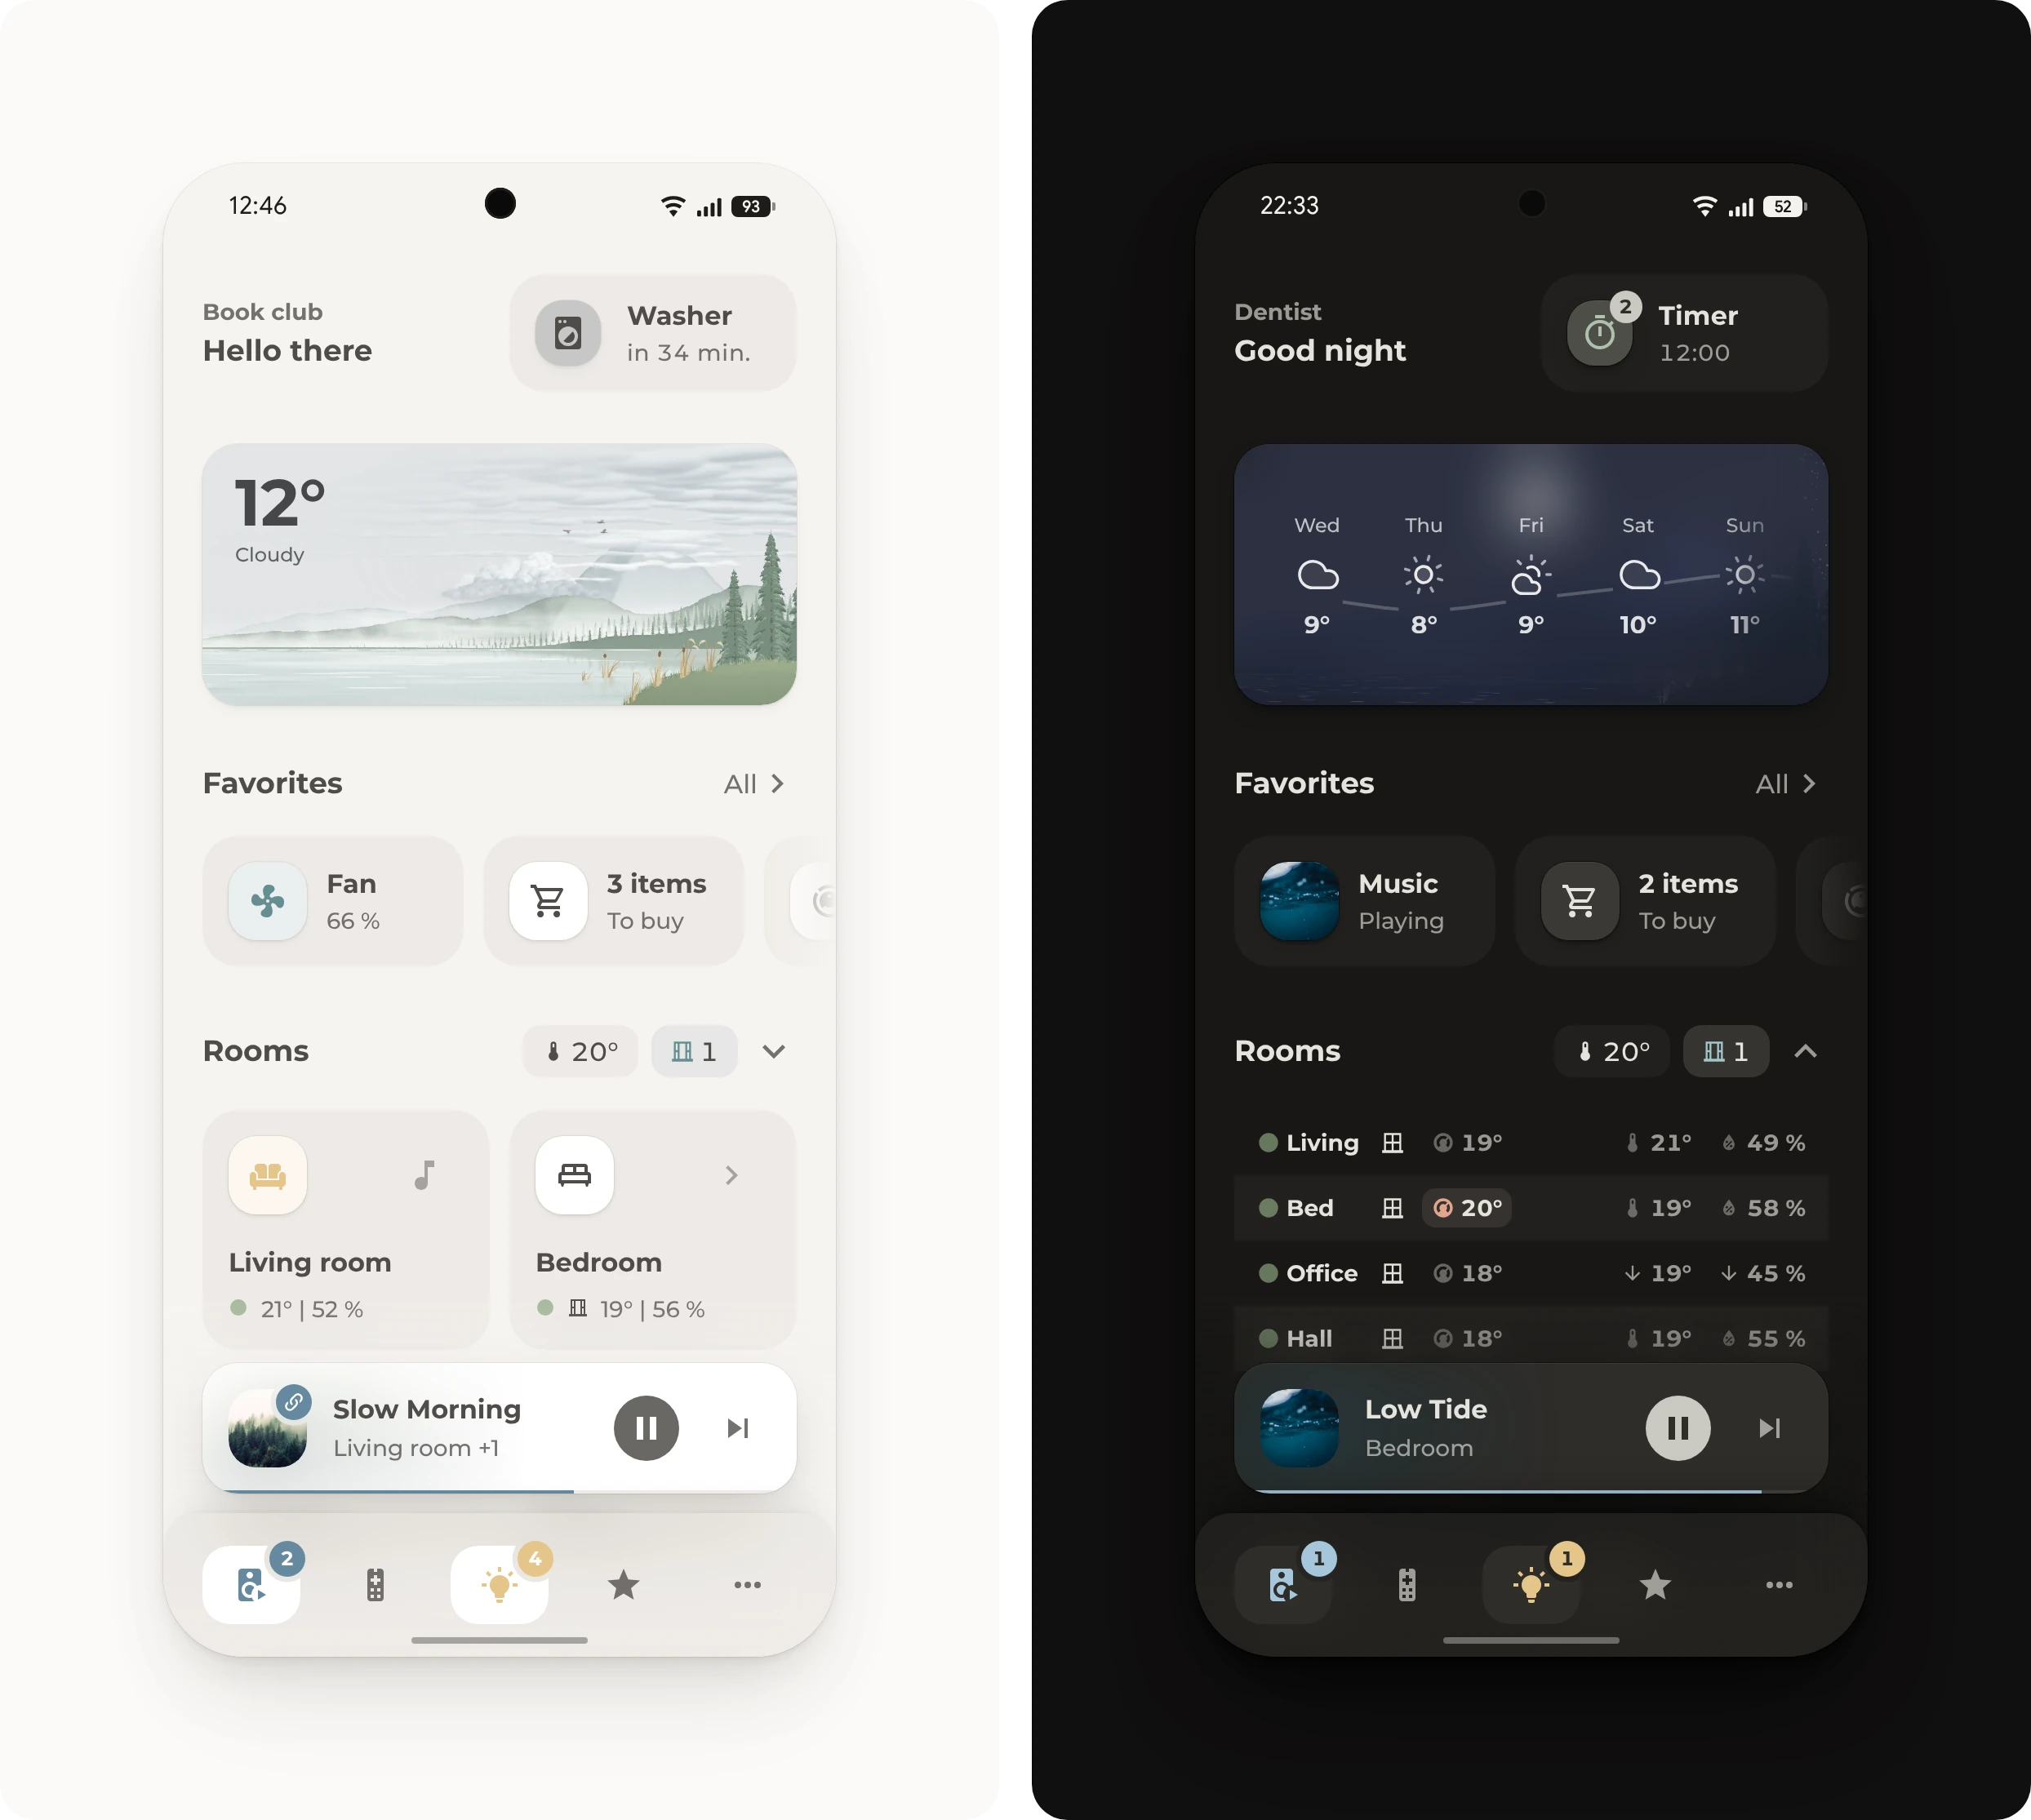 12:46
93
Book club
Hello there
Washer
in 34 min.
12°
Cloudy
Favorites
All
Fan
66 %
3 items
To buy
Rooms
20°
1
Living room
21° | 52 %
Bedroom
19° | 56 %
Slow Morning
Living room +1
2
4
22:33
52
Dentist
Good night
2
Timer
12:00
Wed Thu Fri Sat Sun
9° 8° 9° 10° 11°
Favorites
All
Music
Playing
2 items
To buy
Rooms
20°
1
Living 19° 21° 49 %
Bed 20° 19° 58 %
Office 18° 19° 45 %
Hall 18° 19° 55 %
Low Tide
Bedroom
1
1